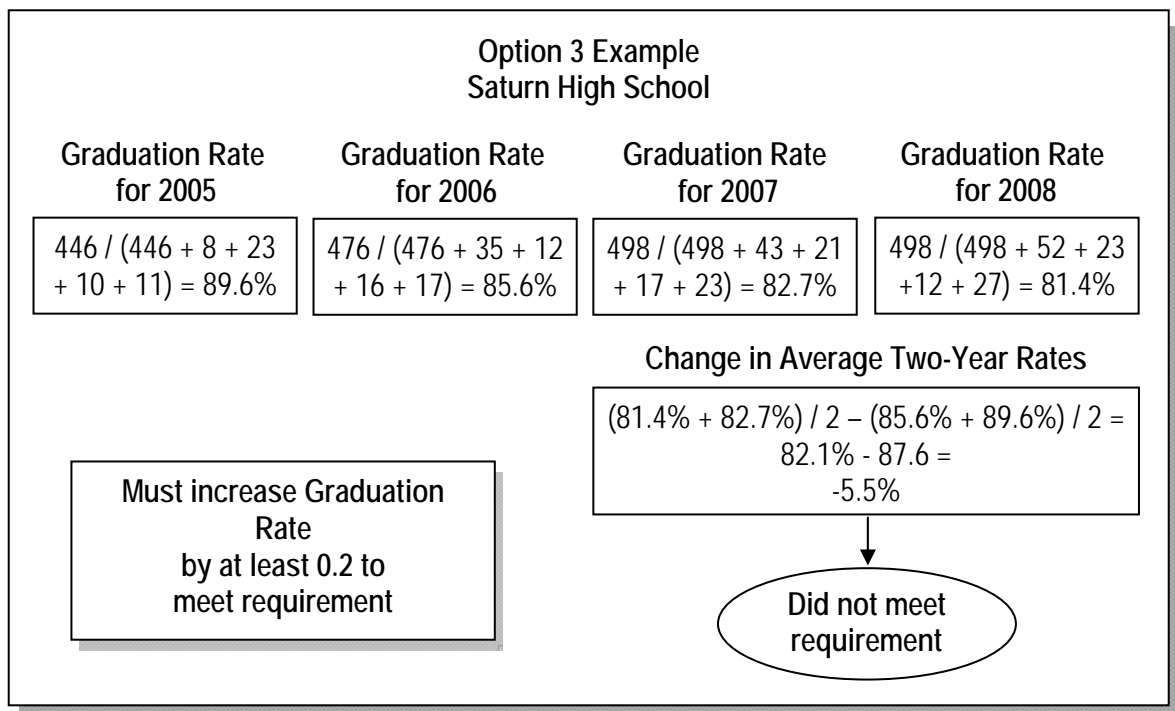 Option 3 Example
Saturn High School
Graduation Rate
for 2005
446 / (446 + 8 + 23
+ 10 + 11) = 89.6%
Graduation Rate
for 2006
476 / (476 + 35 + 12
+ 16 + 17) = 85.6%
Graduation Rate
for 2007
498 / (498 + 43 + 21
+ 17 + 23) = 82.7%
Graduation Rate
for 2008
498 / (498 + 52 + 23
+12 + 27) = 81.4%
Change in Average Two-Year Rates
(81.4% + 82.7%) / 2 – (85.6% + 89.6%) / 2 =
82.1% - 87.6 =
-5.5%
Must increase Graduation
Rate
by at least 0.2 to
meet requirement
Did not meet
requirement